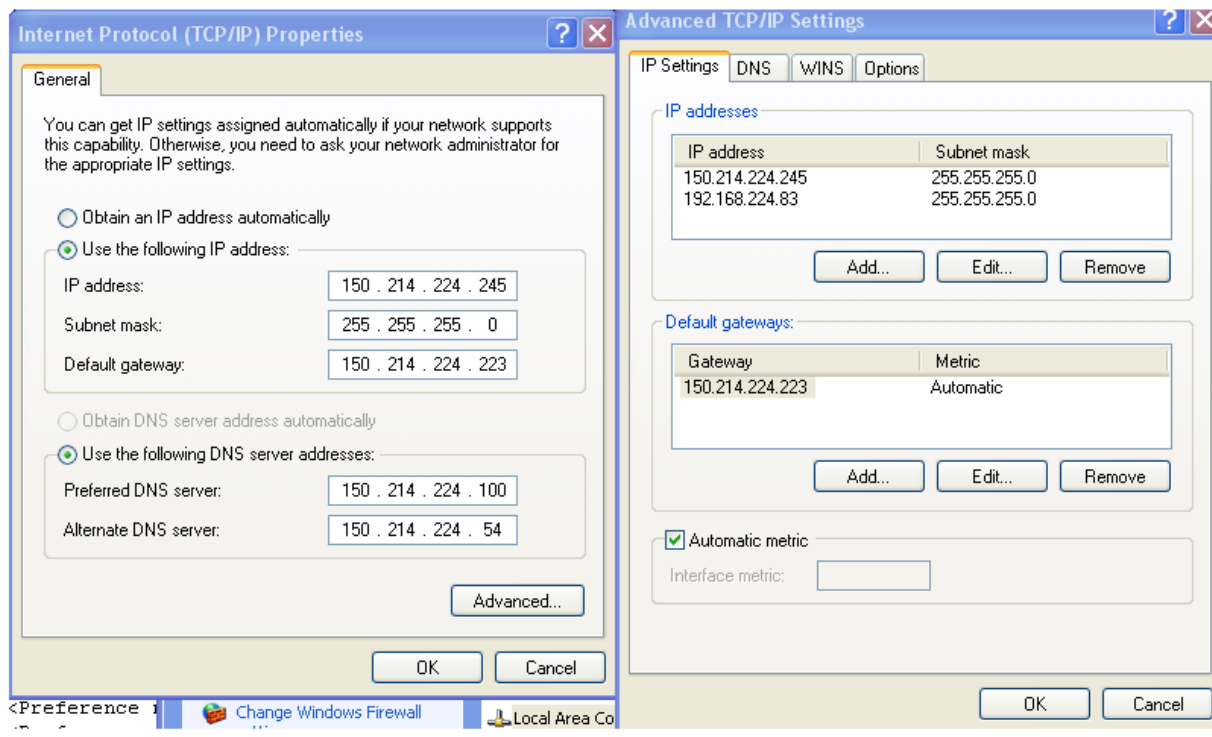 Internet Protocol (TCP/IP) Properties
General
You can get IP settings assigned automatically if your network supports
this capability. Otherwise, you need to ask your network administrator for
the appropriate IP settings.
Obtain an IP address automatically
Use the following IP address:
IP address: 150 . 214 . 224 . 245
Subnet mask: 255 . 255 . 255 . 0
Default gateway: 150 . 214 . 224 . 223
Obtain DNS server address automatically
Use the following DNS server addresses:
Preferred DNS server: 150 . 214 . 224 . 100
Alternate DNS server: 150 . 214 . 224 . 54
Advanced...
OK Cancel
<Preference
Change Windows Firewall
Local Area Co
Advanced TCP/IP Settings
IP Settings DNS WINS Options
IP addresses
IP address Subnet mask
150.214.224.245 255.255.255.0
192.168.224.83 255.255.255.0
Add... Edit... Remove
Default gateways:
Gateway Metric
150.214.224.223 Automatic
Add... Edit... Remove
Automatic metric
Interface metric:
OK Cancel